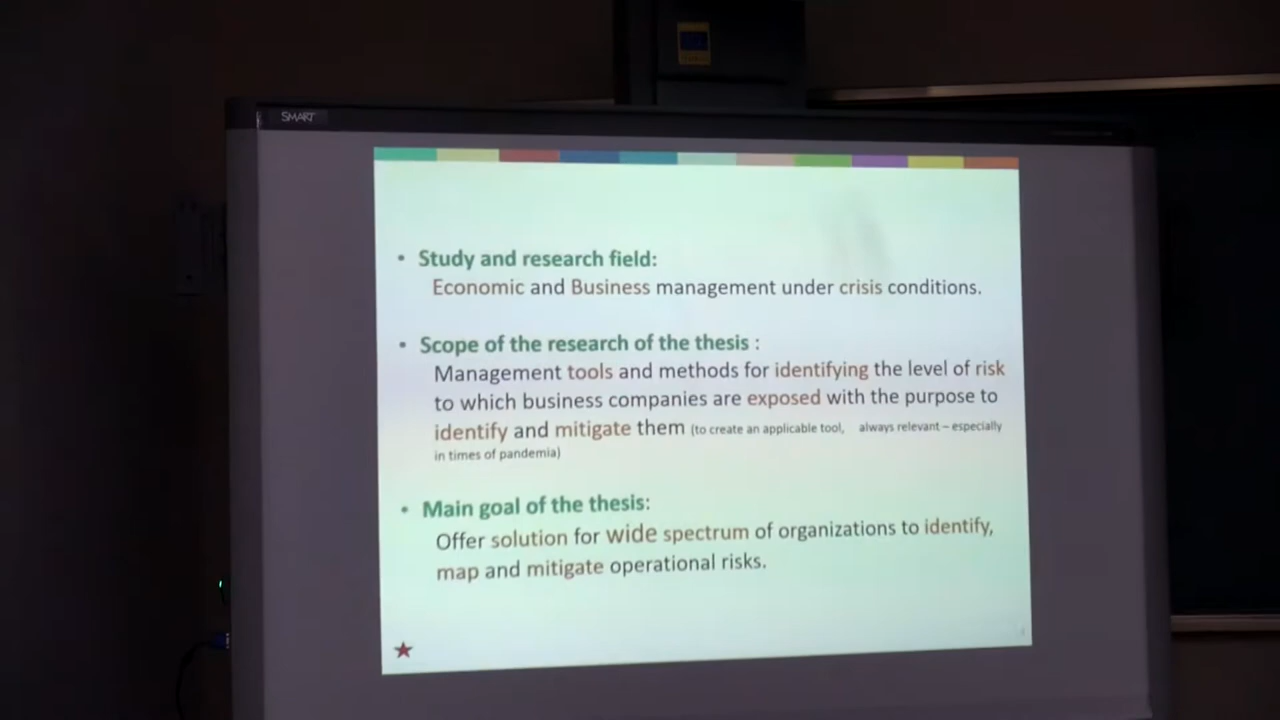 SMART
• Study and research field:
Economic and Business management under crisis conditions.
• Scope of the research of the thesis :
Management tools and methods for identifying the level of risk
to which business companies are exposed with the purpose to
identify and mitigate them (to create an applicable tool, always relevant – especially
in times of pandemia)
• Main goal of the thesis:
Offer solution for wide spectrum of organizations to identify,
map and mitigate operational risks.